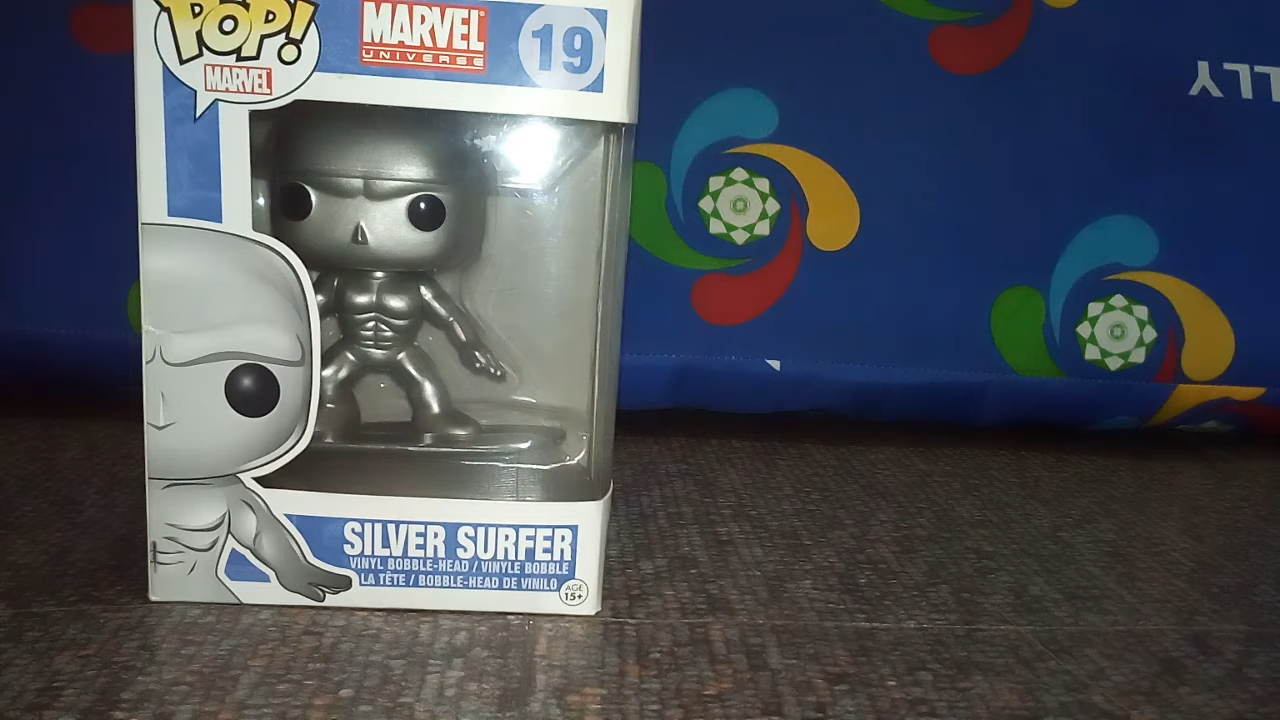 POP!
MARVEL
MARVEL
UNIVERSE
19
SILVER SURFER
VINYL BOBBLE-HEAD / VINYLE BOBBLE
LA TÊTE / BOBBLE-HEAD DE VINILO
AGE
15+